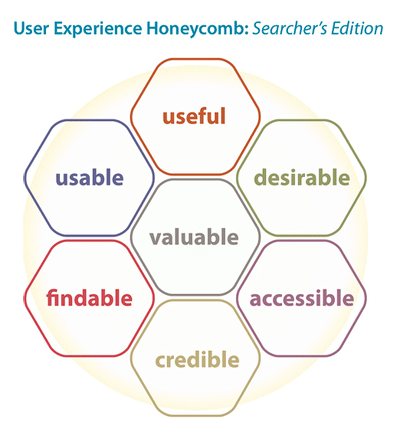 User Experience Honeycomb: Searcher's Edition
useful
usable
desirable
valuable
findable
accessible
credible